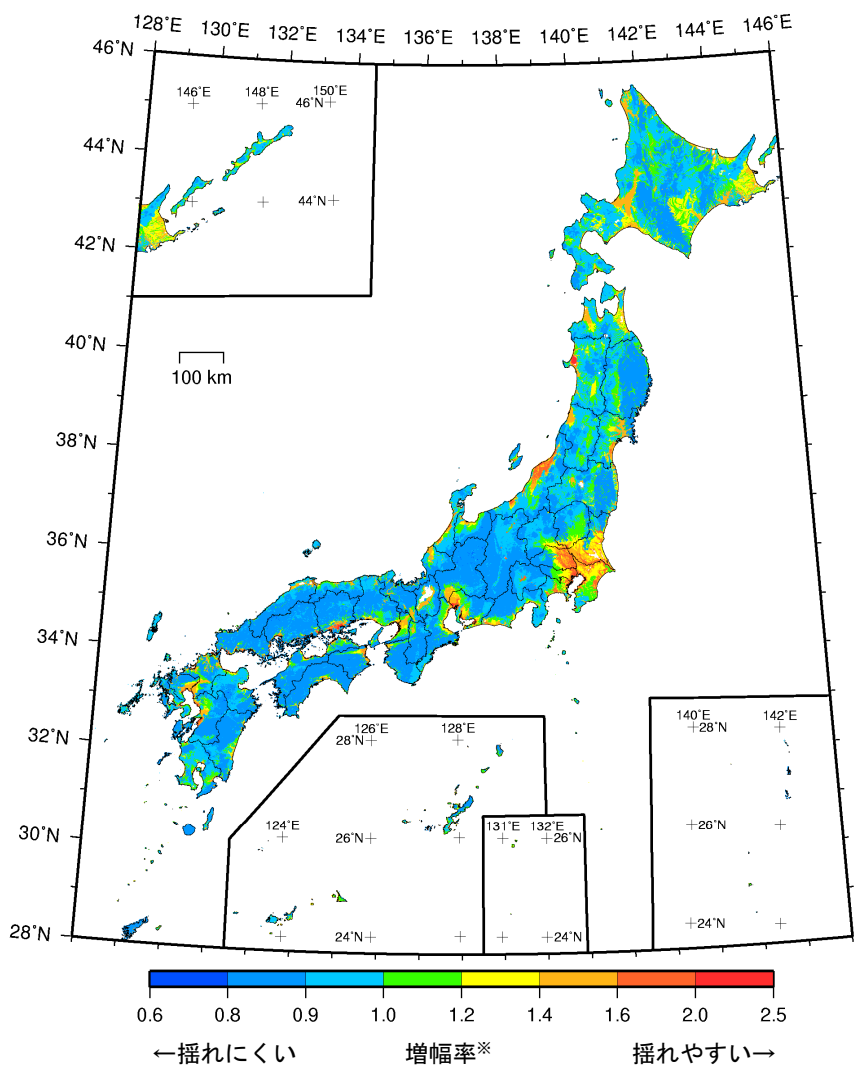 128°E 130°E 132°E 134°E 136°E 138°E 140°E 142°E 144°E 146°E
46°N
146°E 148°E 150°E
46°N
44°N
44°N
42°N
40°N
100 km
38°N
36°N
34°N
32°N
126°E 128°E
28°N
140°E 142°E
28°N
30°N
124°E
26°N
131°E 132°E
26°N
26°N
28°N
24°N
24°N
24°N
0.6 0.8 0.9 1.0 1.2 1.4 1.6 2.0 2.5
←揺れにくい 増幅率※ 揺れやすい→